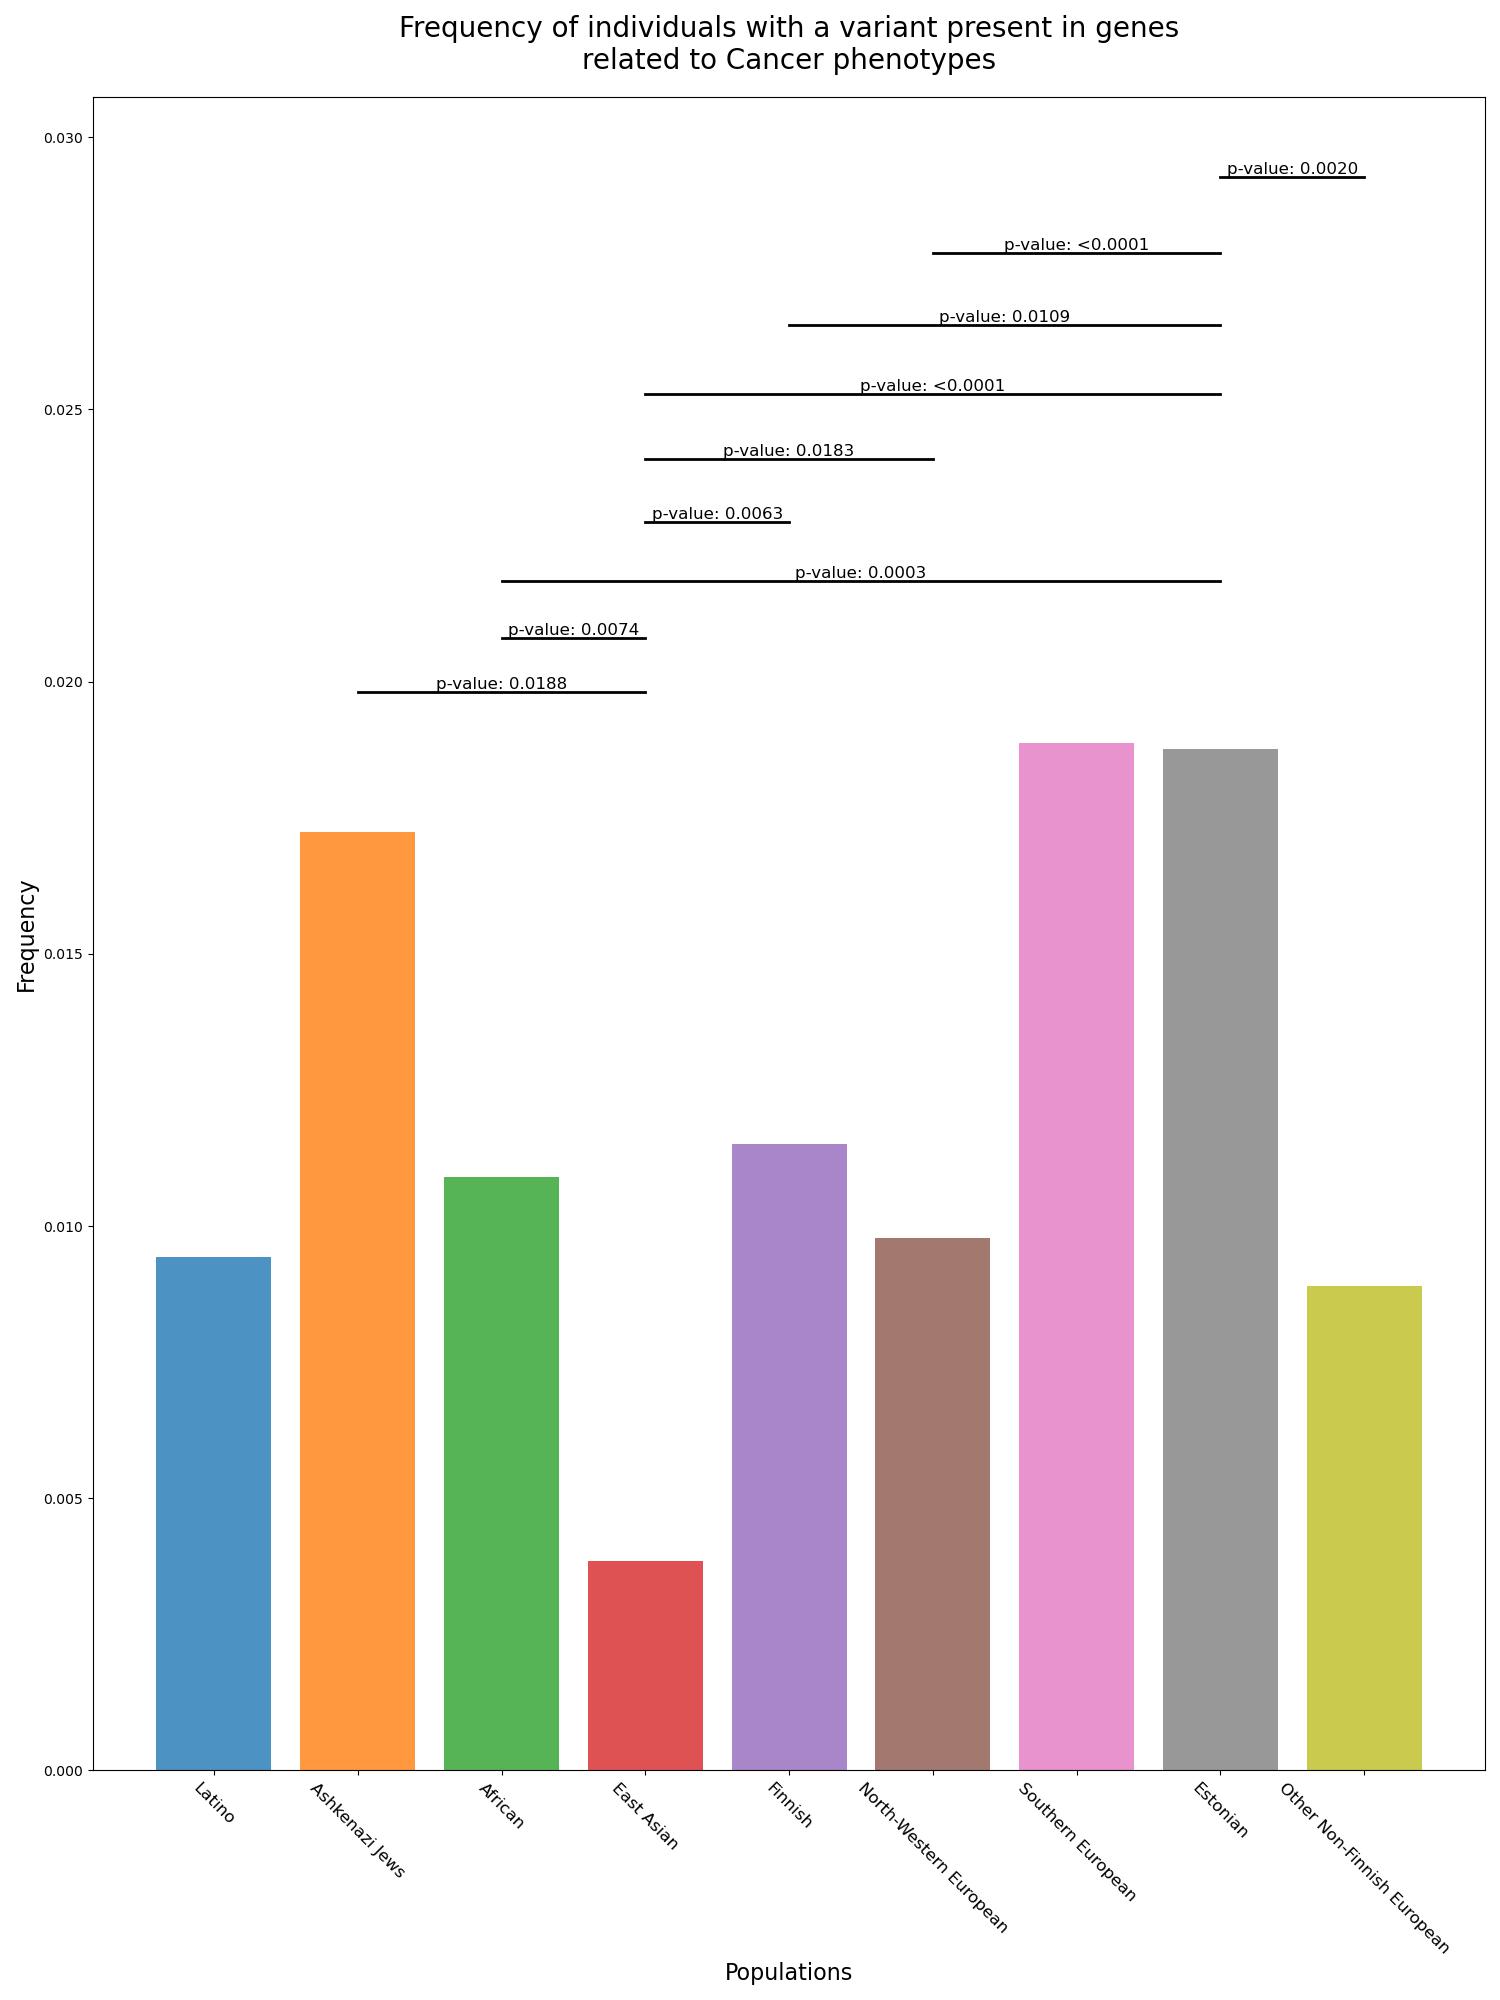 Frequency of individuals with a variant present in genes
related to Cancer phenotypes
0.030
p-value: 0.0020
p-value: <0.0001
p-value: 0.0109
p-value: <0.0001
0.025
p-value: 0.0183
p-value: 0.0063
p-value: 0.0003
p-value: 0.0074
0.020
p-value: 0.0188
Frequency
0.015
0.010
0.005
0.000
Latino
Ashkenazi Jews
African
East Asian
Finnish
North-Western European
Southern European
Estonian
Other Non-Finnish European
Populations